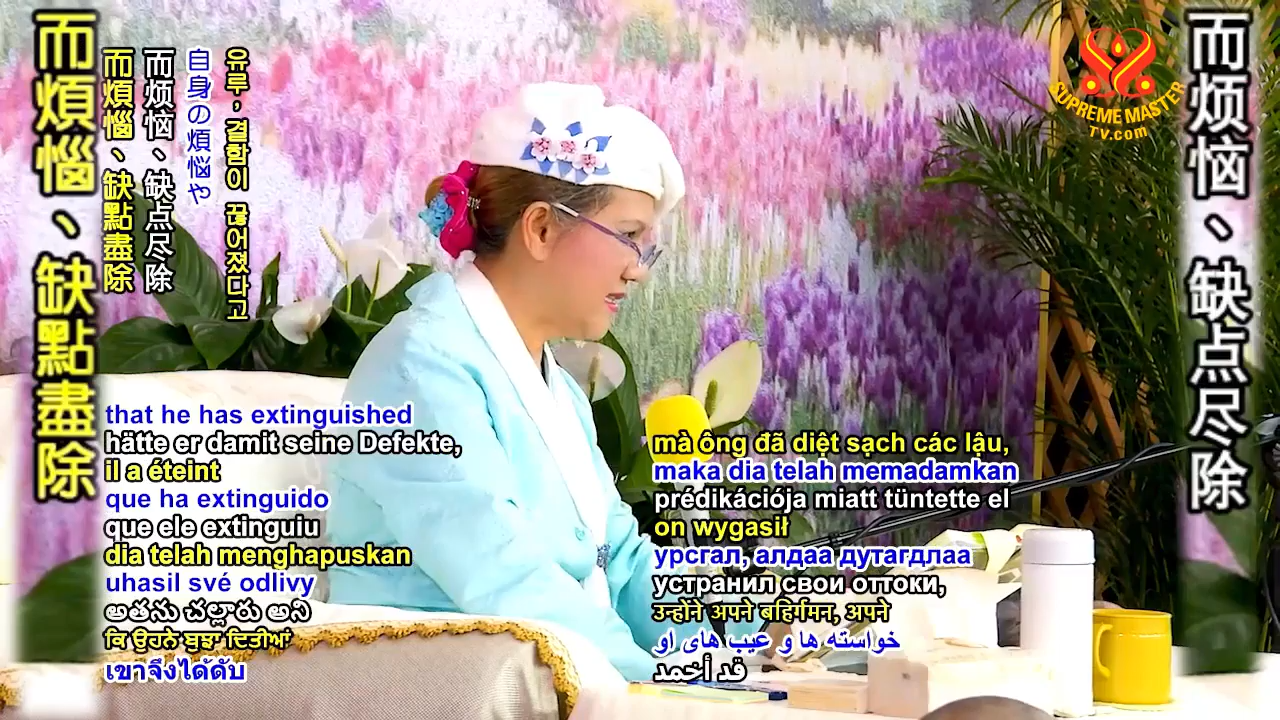 而煩惱、缺點盡除
而煩惱、缺點盡除
而烦恼、缺点尽除
自身の煩悩や
유루, 결함이 끊어졌다고
SUPREME MASTER
TV.com
而烦恼、缺点尽除
that he has extinguished
hätte er damit seine Defekte,
il a éteint
que ha extinguido
que ele extinguiu
dia telah menghapuskan
uhasil své odlivy
అతను చల్లారు అని
ਕਿ ਉਹਨੇ ਬੁਝਾ ਦਿਤੀਆਂ
เขาจึงได้ดับ
mà ông đã diệt sạch các lậu,
maka dia telah memadamkan
prédikációja miatt tüntette el
on wygasił
урсгал, алдаа дутагдлаа
устранил свои оттоки,
उन्होंने अपने बहिर्गमन, अपने
خواسته ها و عیب های او
قد أخمد